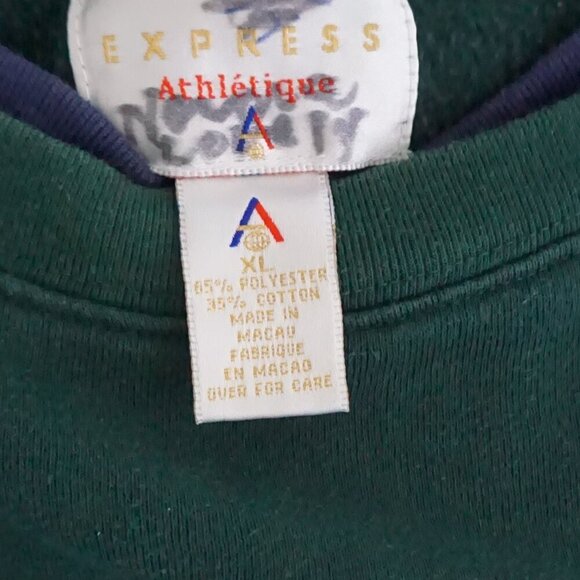 EXPRESS
Athlétique
A
A
XL
65% POLYESTER
35% COTTON
MADE IN
MACAU
FABRIQUE
EN MACAO
OVER FOR CARE